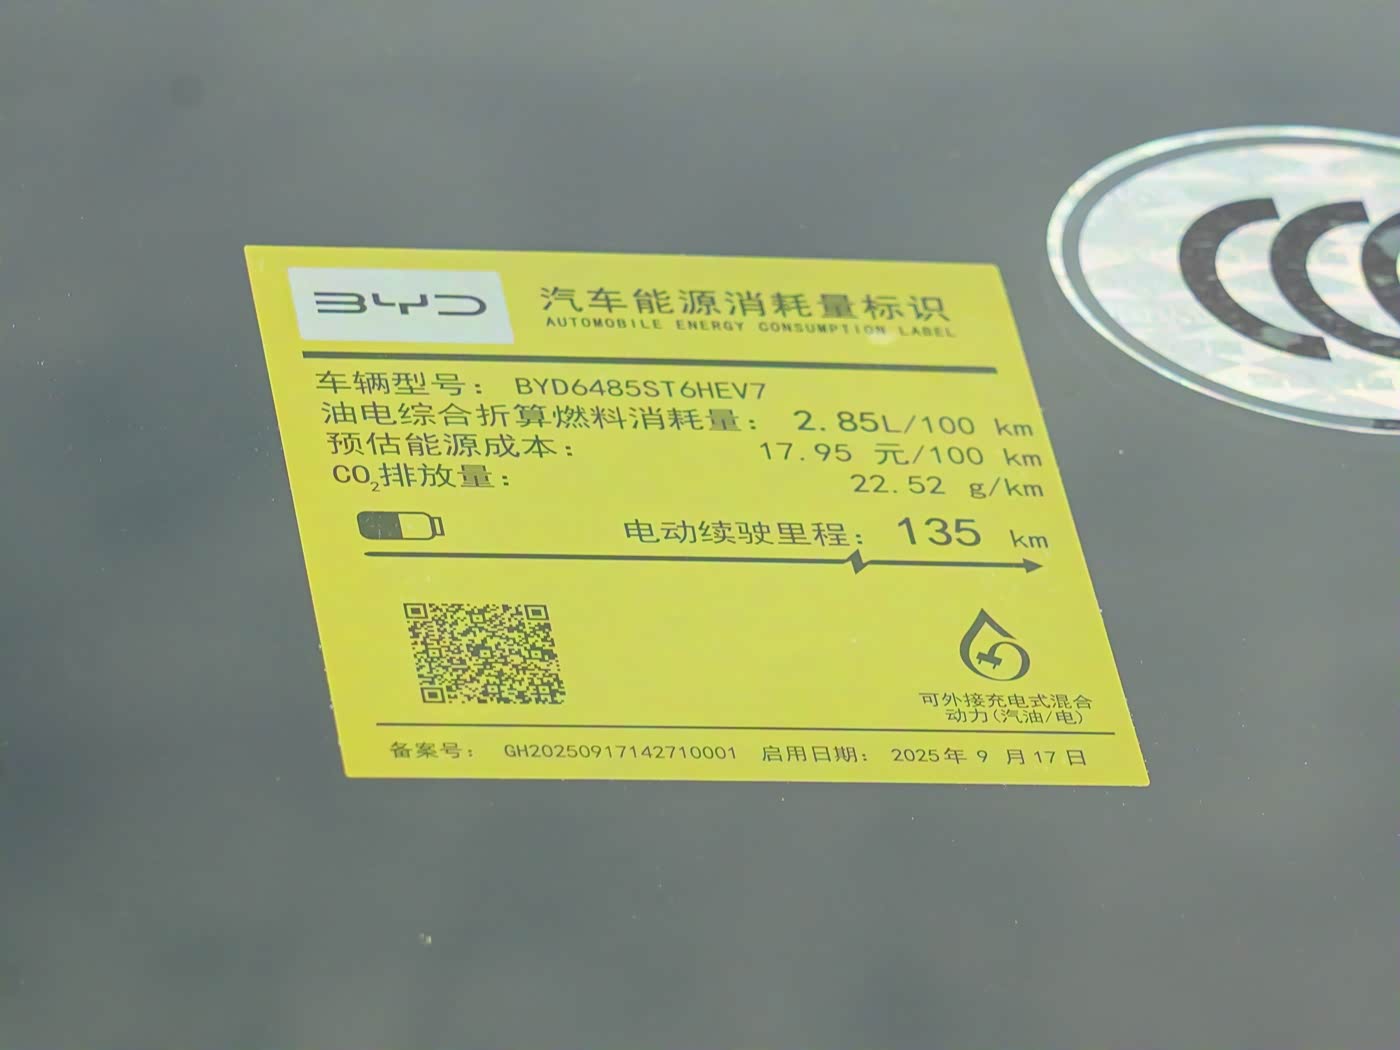 BYD
汽车能源消耗量标识
AUTOMOBILE ENERGY CONSUMPTION LABEL
车辆型号： BYD6485ST6HEV7
油电综合折算燃料消耗量： 2.85L/100 km
预估能源成本： 17.95 元/100 km
CO₂排放量： 22.52 g/km
电动续驶里程： 135 km
可外接充电式混合
动力(汽油/电)
备案号： GH20250917142710001 启用日期： 2025年 9 月 17 日
CCC